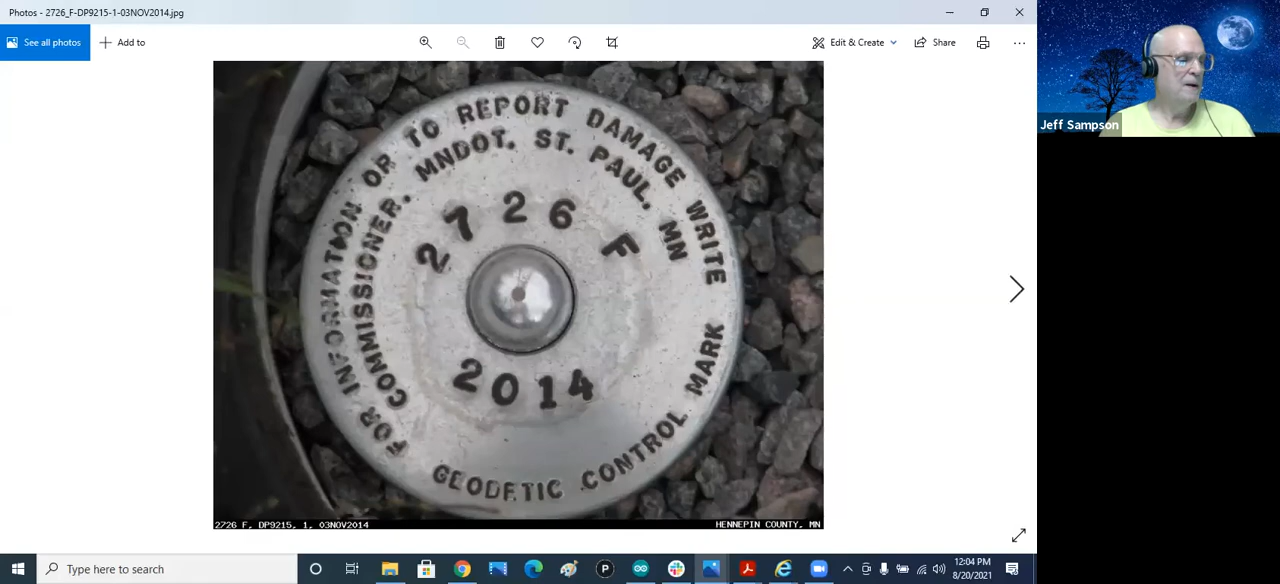 Photos - 2726_F-DP9215-1-03NOV2014.jpg
See all photos
Add to
Edit & Create
Share
Jeff Sampson
FOR INFORMATION OR TO REPORT DAMAGE WRITE
COMMISSIONER. MNDOT. ST. PAUL. MN
2726 F
2014
GEODETIC CONTROL MARK
2726 F, DP9215, 1, 03NOV2014
HENNEPIN COUNTY, MN
Type here to search
12:04 PM
8/20/2021